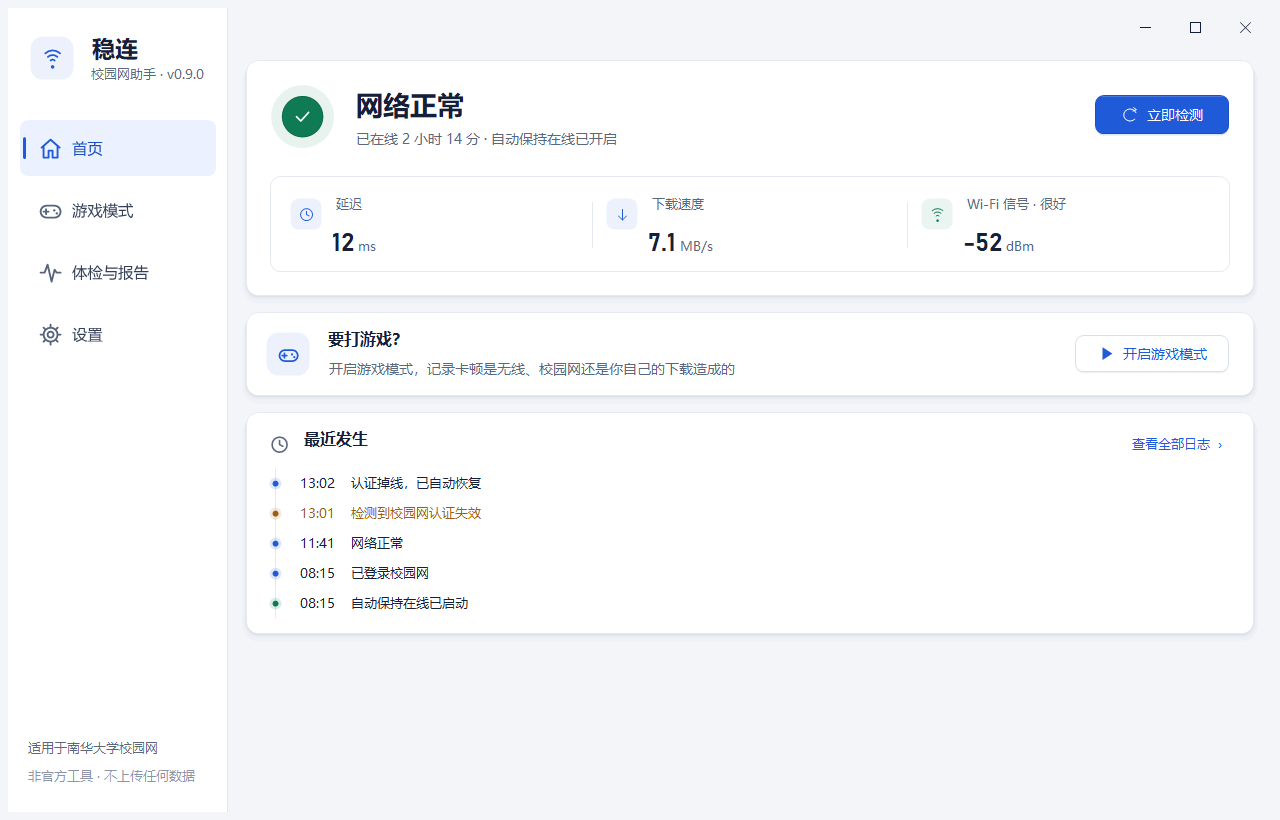 稳连
校园网助手 · v0.9.0
首页
游戏模式
体检与报告
设置
适用于南华大学校园网
非官方工具 · 不上传任何数据
网络正常
已在线 2 小时 14 分 · 自动保持在线已开启
立即检测
延迟
12 ms
下载速度
7.1 MB/s
Wi-Fi 信号 · 很好
-52 dBm
要打游戏?
开启游戏模式，记录卡顿是无线、校园网还是你自己的下载造成的
开启游戏模式
最近发生
查看全部日志 ›
13:02 认证掉线，已自动恢复
13:01 检测到校园网认证失效
11:41 网络正常
08:15 已登录校园网
08:15 自动保持在线已启动